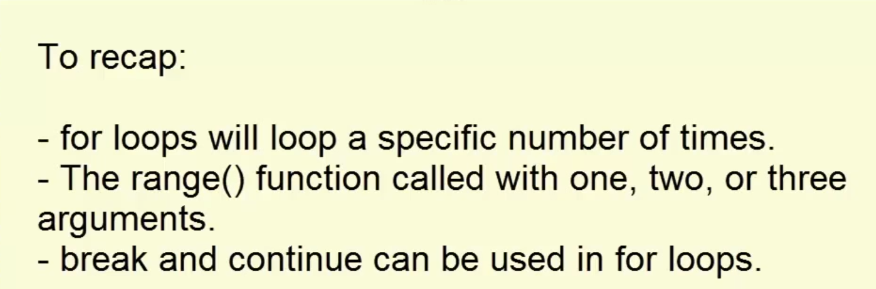 To recap:
- for loops will loop a specific number of times.
- The range() function called with one, two, or three
arguments.
- break and continue can be used in for loops.